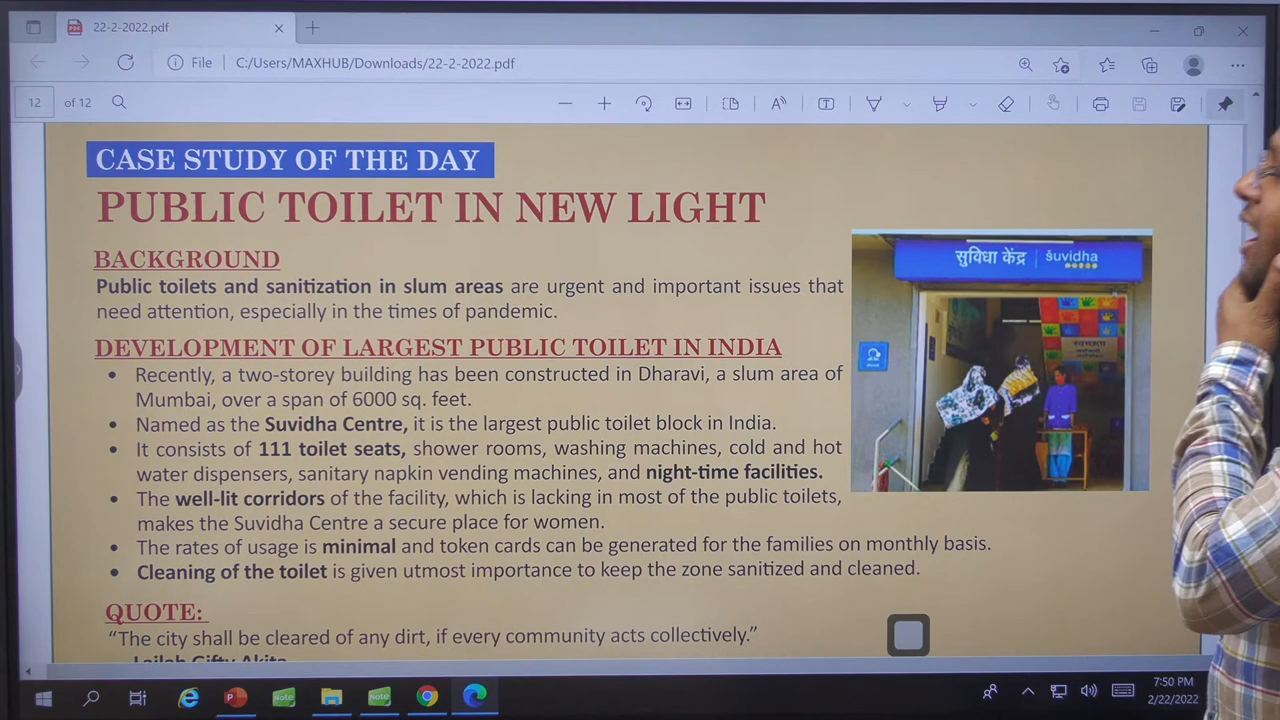 22-2-2022.pdf
File C:/Users/MAXHUB/Downloads/22-2-2022.pdf
12 of 12
CASE STUDY OF THE DAY
PUBLIC TOILET IN NEW LIGHT
BACKGROUND
Public toilets and sanitization in slum areas are urgent and important issues that
need attention, especially in the times of pandemic.
DEVELOPMENT OF LARGEST PUBLIC TOILET IN INDIA
• Recently, a two-storey building has been constructed in Dharavi, a slum area of
Mumbai, over a span of 6000 sq. feet.
• Named as the Suvidha Centre, it is the largest public toilet block in India.
• It consists of 111 toilet seats, shower rooms, washing machines, cold and hot
water dispensers, sanitary napkin vending machines, and night-time facilities.
• The well-lit corridors of the facility, which is lacking in most of the public toilets,
makes the Suvidha Centre a secure place for women.
• The rates of usage is minimal and token cards can be generated for the families on monthly basis.
• Cleaning of the toilet is given utmost importance to keep the zone sanitized and cleaned.
QUOTE:
“The city shall be cleared of any dirt, if every community acts collectively.”
Lailah Gifty Akita
सुविधा केंद्र | suvidha
Note
Note
7:50 PM
2/22/2022